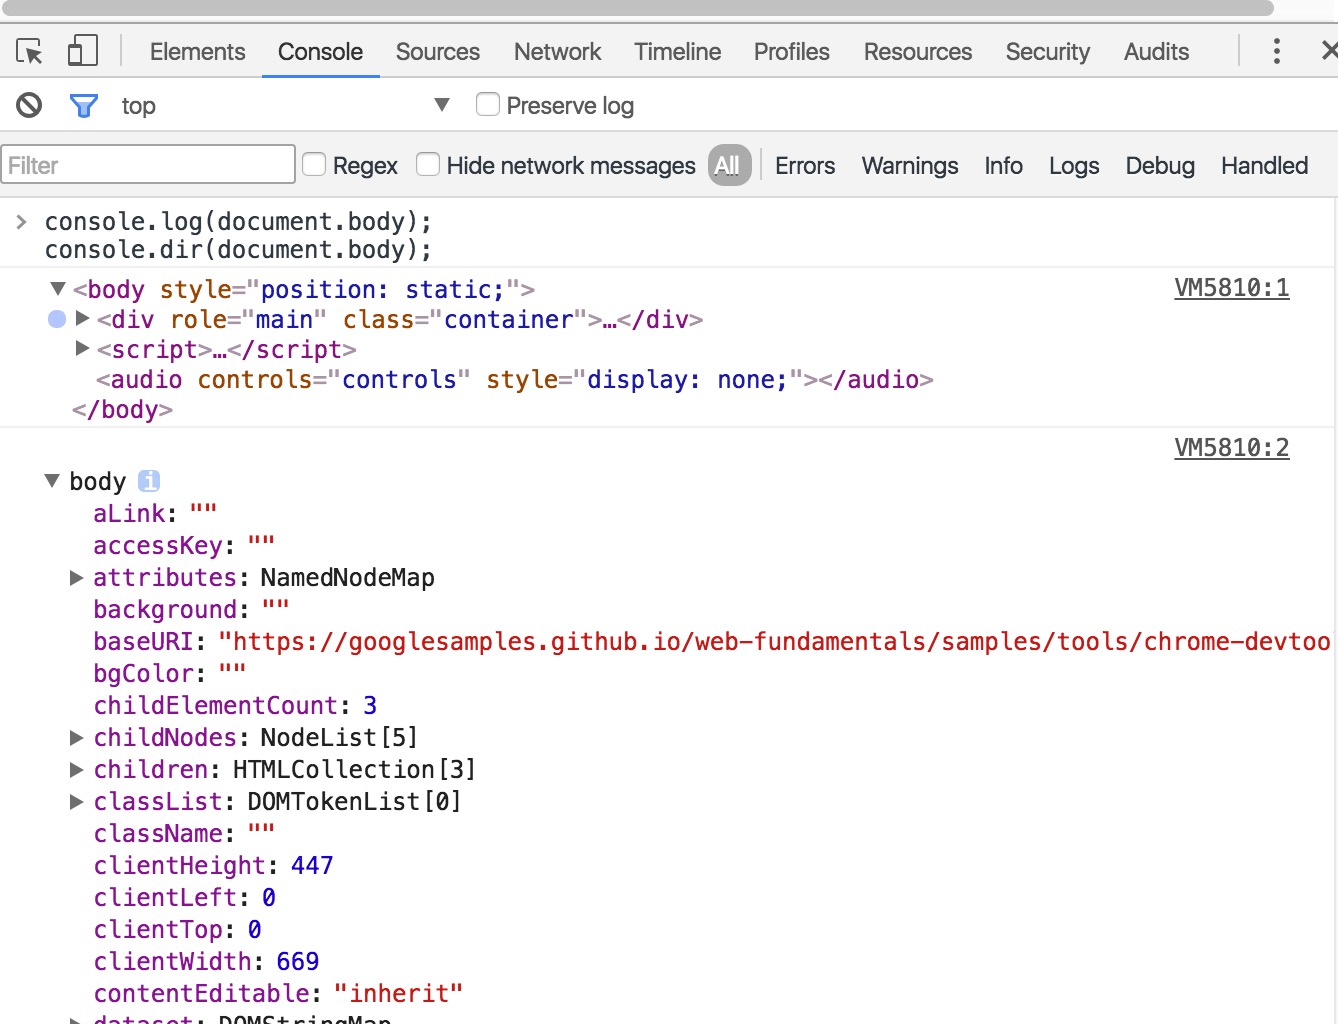 Elements Console Sources Network Timeline Profiles Resources Security Audits
top ▼ Preserve log
Filter Regex Hide network messages All Errors Warnings Info Logs Debug Handled
> console.log(document.body);
console.dir(document.body);
▼<body style="position: static;"> VM5810:1
▶<div role="main" class="container">…</div>
▶<script>…</script>
<audio controls="controls" style="display: none;"></audio>
</body>
VM5810:2
▼ body i
aLink: ""
accessKey: ""
▶ attributes: NamedNodeMap
background: ""
baseURI: "https://googlesamples.github.io/web-fundamentals/samples/tools/chrome-devtoo
bgColor: ""
childElementCount: 3
▶ childNodes: NodeList[5]
▶ children: HTMLCollection[3]
▶ classList: DOMTokenList[0]
className: ""
clientHeight: 447
clientLeft: 0
clientTop: 0
clientWidth: 669
contentEditable: "inherit"
▶ dataset: DOMStringMap